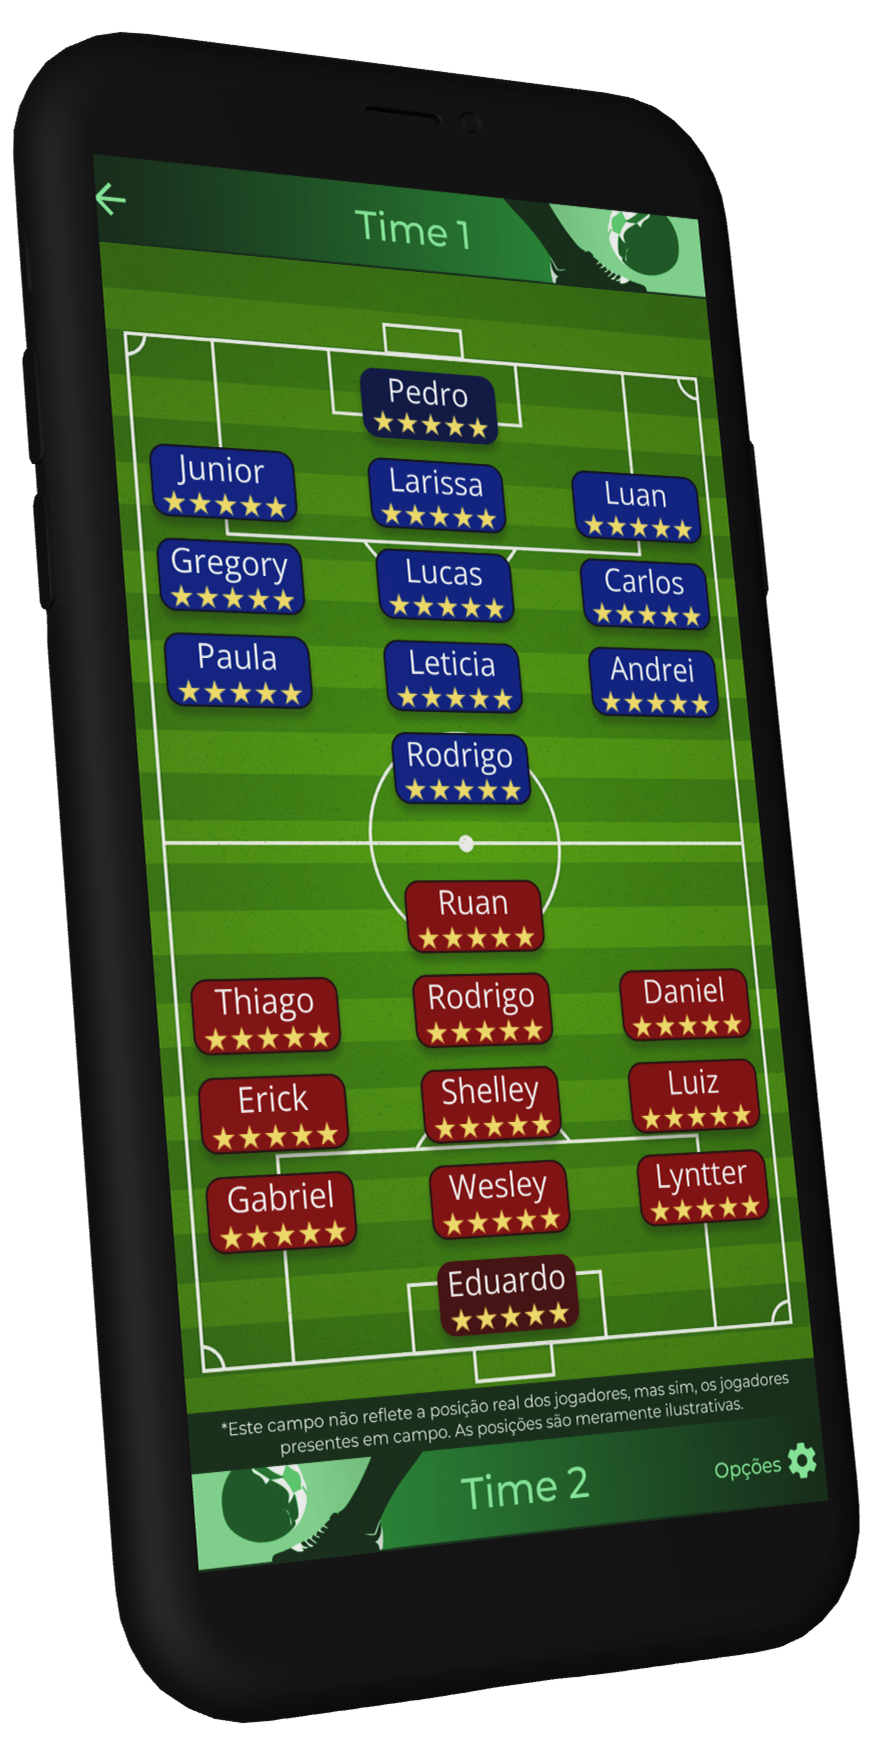 Time 1
Pedro
Junior Larissa Luan
Gregory Lucas Carlos
Paula Leticia Andrei
Rodrigo
Ruan
Thiago Rodrigo Daniel
Erick Shelley Luiz
Gabriel Wesley Lyntter
Eduardo
*Este campo não reflete a posição real dos jogadores, mas sim, os jogadores
presentes em campo. As posições são meramente ilustrativas.
Time 2
Opções